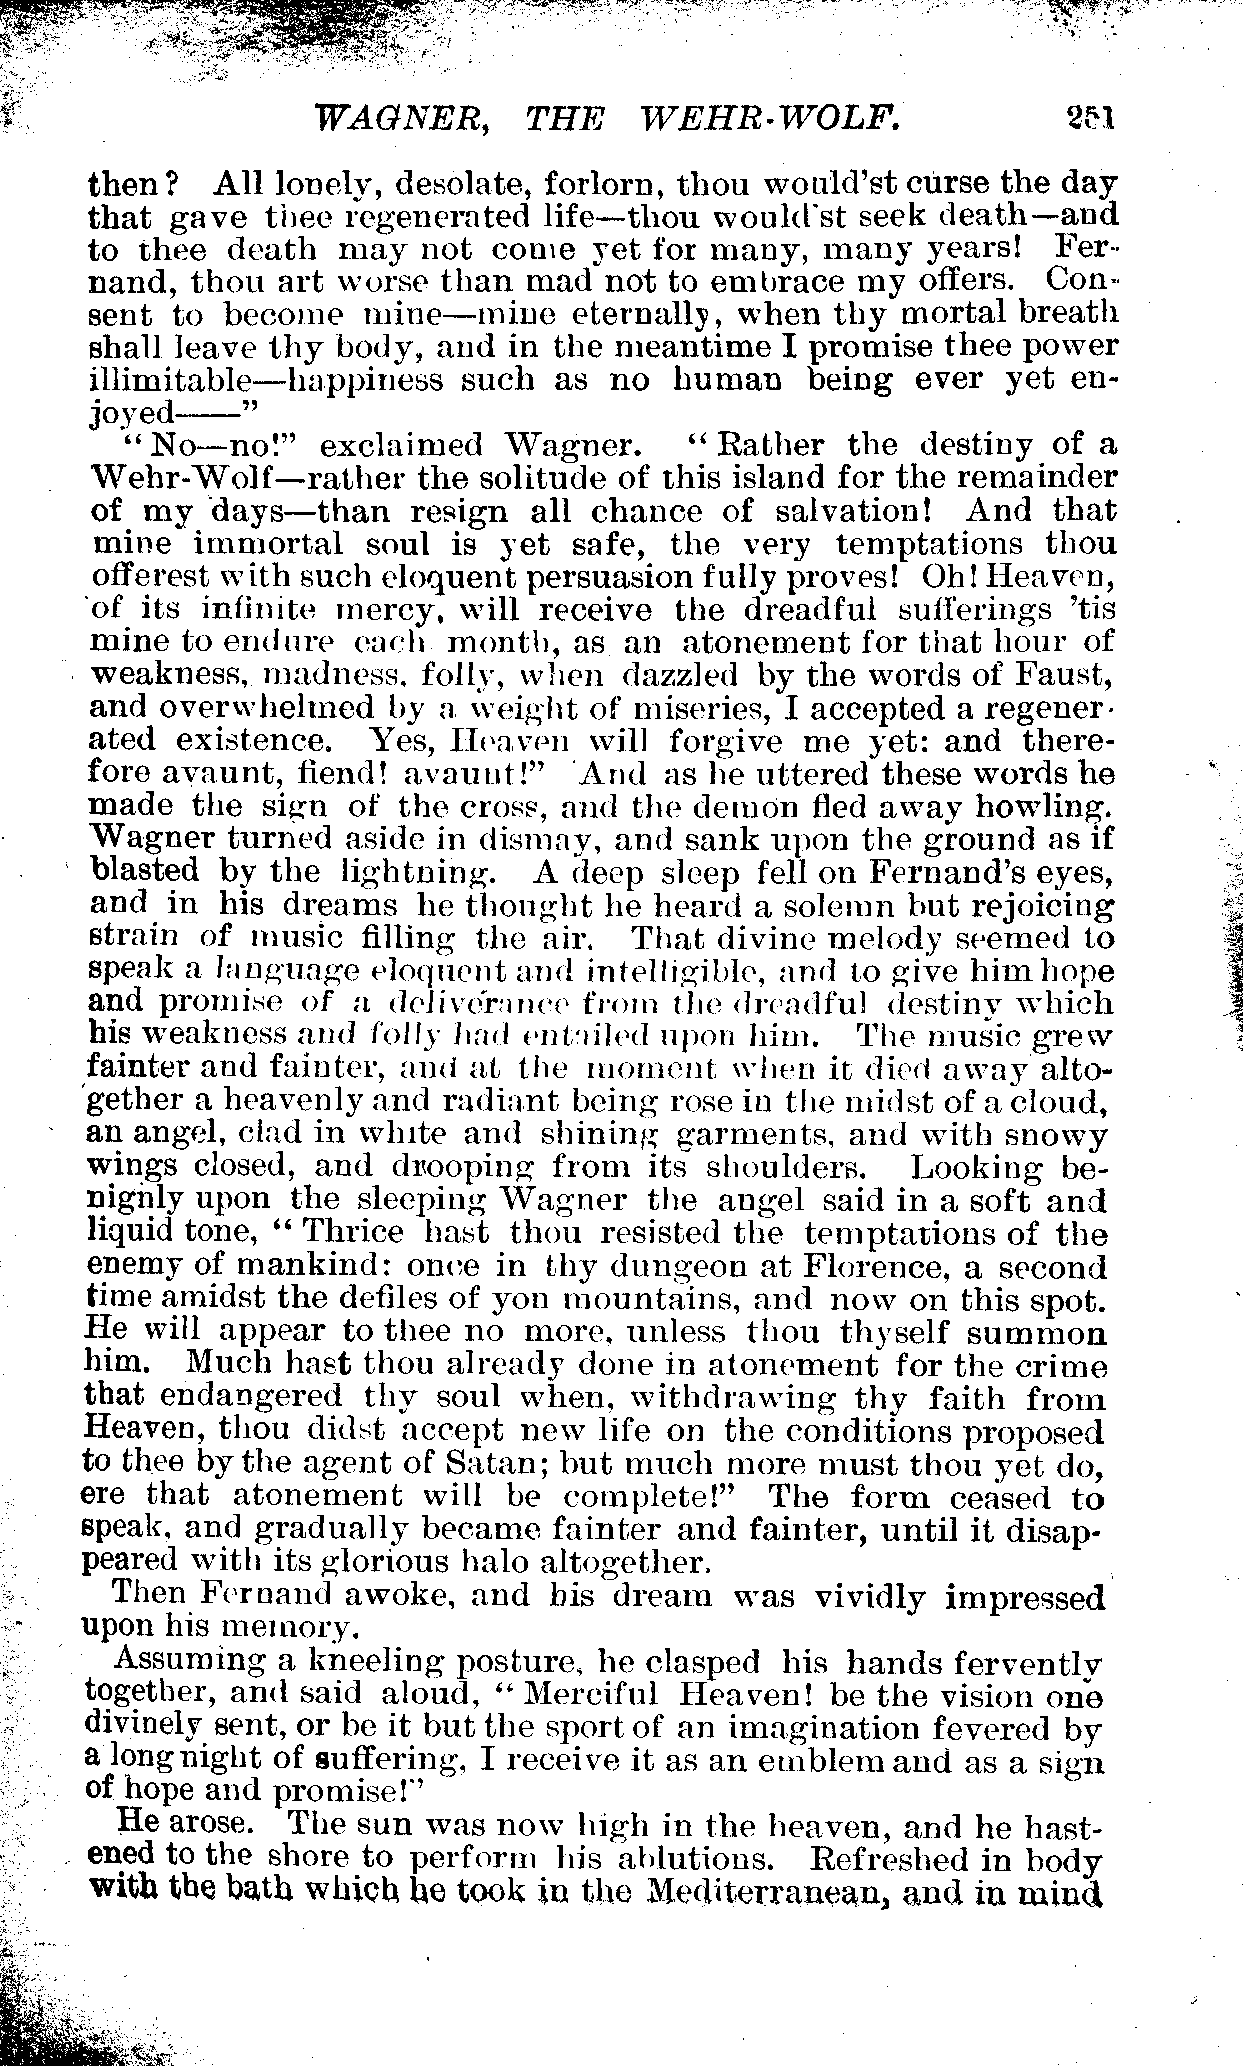 WAGNER, THE WEHR-WOLF. 251
then? All lonely, desolate, forlorn, thou would'st curse the day
that gave thee regenerated life—thou would'st seek death—and
to thee death may not come yet for many, many years! Fer-
nand, thou art worse than mad not to embrace my offers. Con-
sent to become mine—mine eternally, when thy mortal breath
shall leave thy body, and in the meantime I promise thee power
illimitable—happiness such as no human being ever yet en-
joyed——"
"No—no!" exclaimed Wagner. "Rather the destiny of a
Wehr-Wolf—rather the solitude of this island for the remainder
of my days—than resign all chance of salvation! And that
mine immortal soul is yet safe, the very temptations thou
offerest with such eloquent persuasion fully proves! Oh! Heaven,
of its infinite mercy, will receive the dreadful sufferings 'tis
mine to endure each month, as an atonement for that hour of
weakness, madness, folly, when dazzled by the words of Faust,
and overwhelmed by a weight of miseries, I accepted a regener-
ated existence. Yes, Heaven will forgive me yet: and there-
fore avaunt, fiend! avaunt!" And as he uttered these words he
made the sign of the cross, and the demon fled away howling.
Wagner turned aside in dismay, and sank upon the ground as if
blasted by the lightning. A deep sleep fell on Fernand's eyes,
and in his dreams he thought he heard a solemn but rejoicing
strain of music filling the air. That divine melody seemed to
speak a language eloquent and intelligible, and to give him hope
and promise of a deliverance from the dreadful destiny which
his weakness and folly had entailed upon him. The music grew
fainter and fainter, and at the moment when it died away alto-
gether a heavenly and radiant being rose in the midst of a cloud,
an angel, clad in white and shining garments, and with snowy
wings closed, and drooping from its shoulders. Looking be-
nignly upon the sleeping Wagner the angel said in a soft and
liquid tone, "Thrice hast thou resisted the temptations of the
enemy of mankind: once in thy dungeon at Florence, a second
time amidst the defiles of yon mountains, and now on this spot.
He will appear to thee no more, unless thou thyself summon
him. Much hast thou already done in atonement for the crime
that endangered thy soul when, withdrawing thy faith from
Heaven, thou didst accept new life on the conditions proposed
to thee by the agent of Satan; but much more must thou yet do,
ere that atonement will be complete!" The form ceased to
speak, and gradually became fainter and fainter, until it disap-
peared with its glorious halo altogether.
Then Fernand awoke, and his dream was vividly impressed
upon his memory.
Assuming a kneeling posture, he clasped his hands fervently
together, and said aloud, "Merciful Heaven! be the vision one
divinely sent, or be it but the sport of an imagination fevered by
a long night of suffering, I receive it as an emblem and as a sign
of hope and promise!"
He arose. The sun was now high in the heaven, and he hast-
ened to the shore to perform his ablutions. Refreshed in body
with the bath which he took in the Mediterranean, and in mind